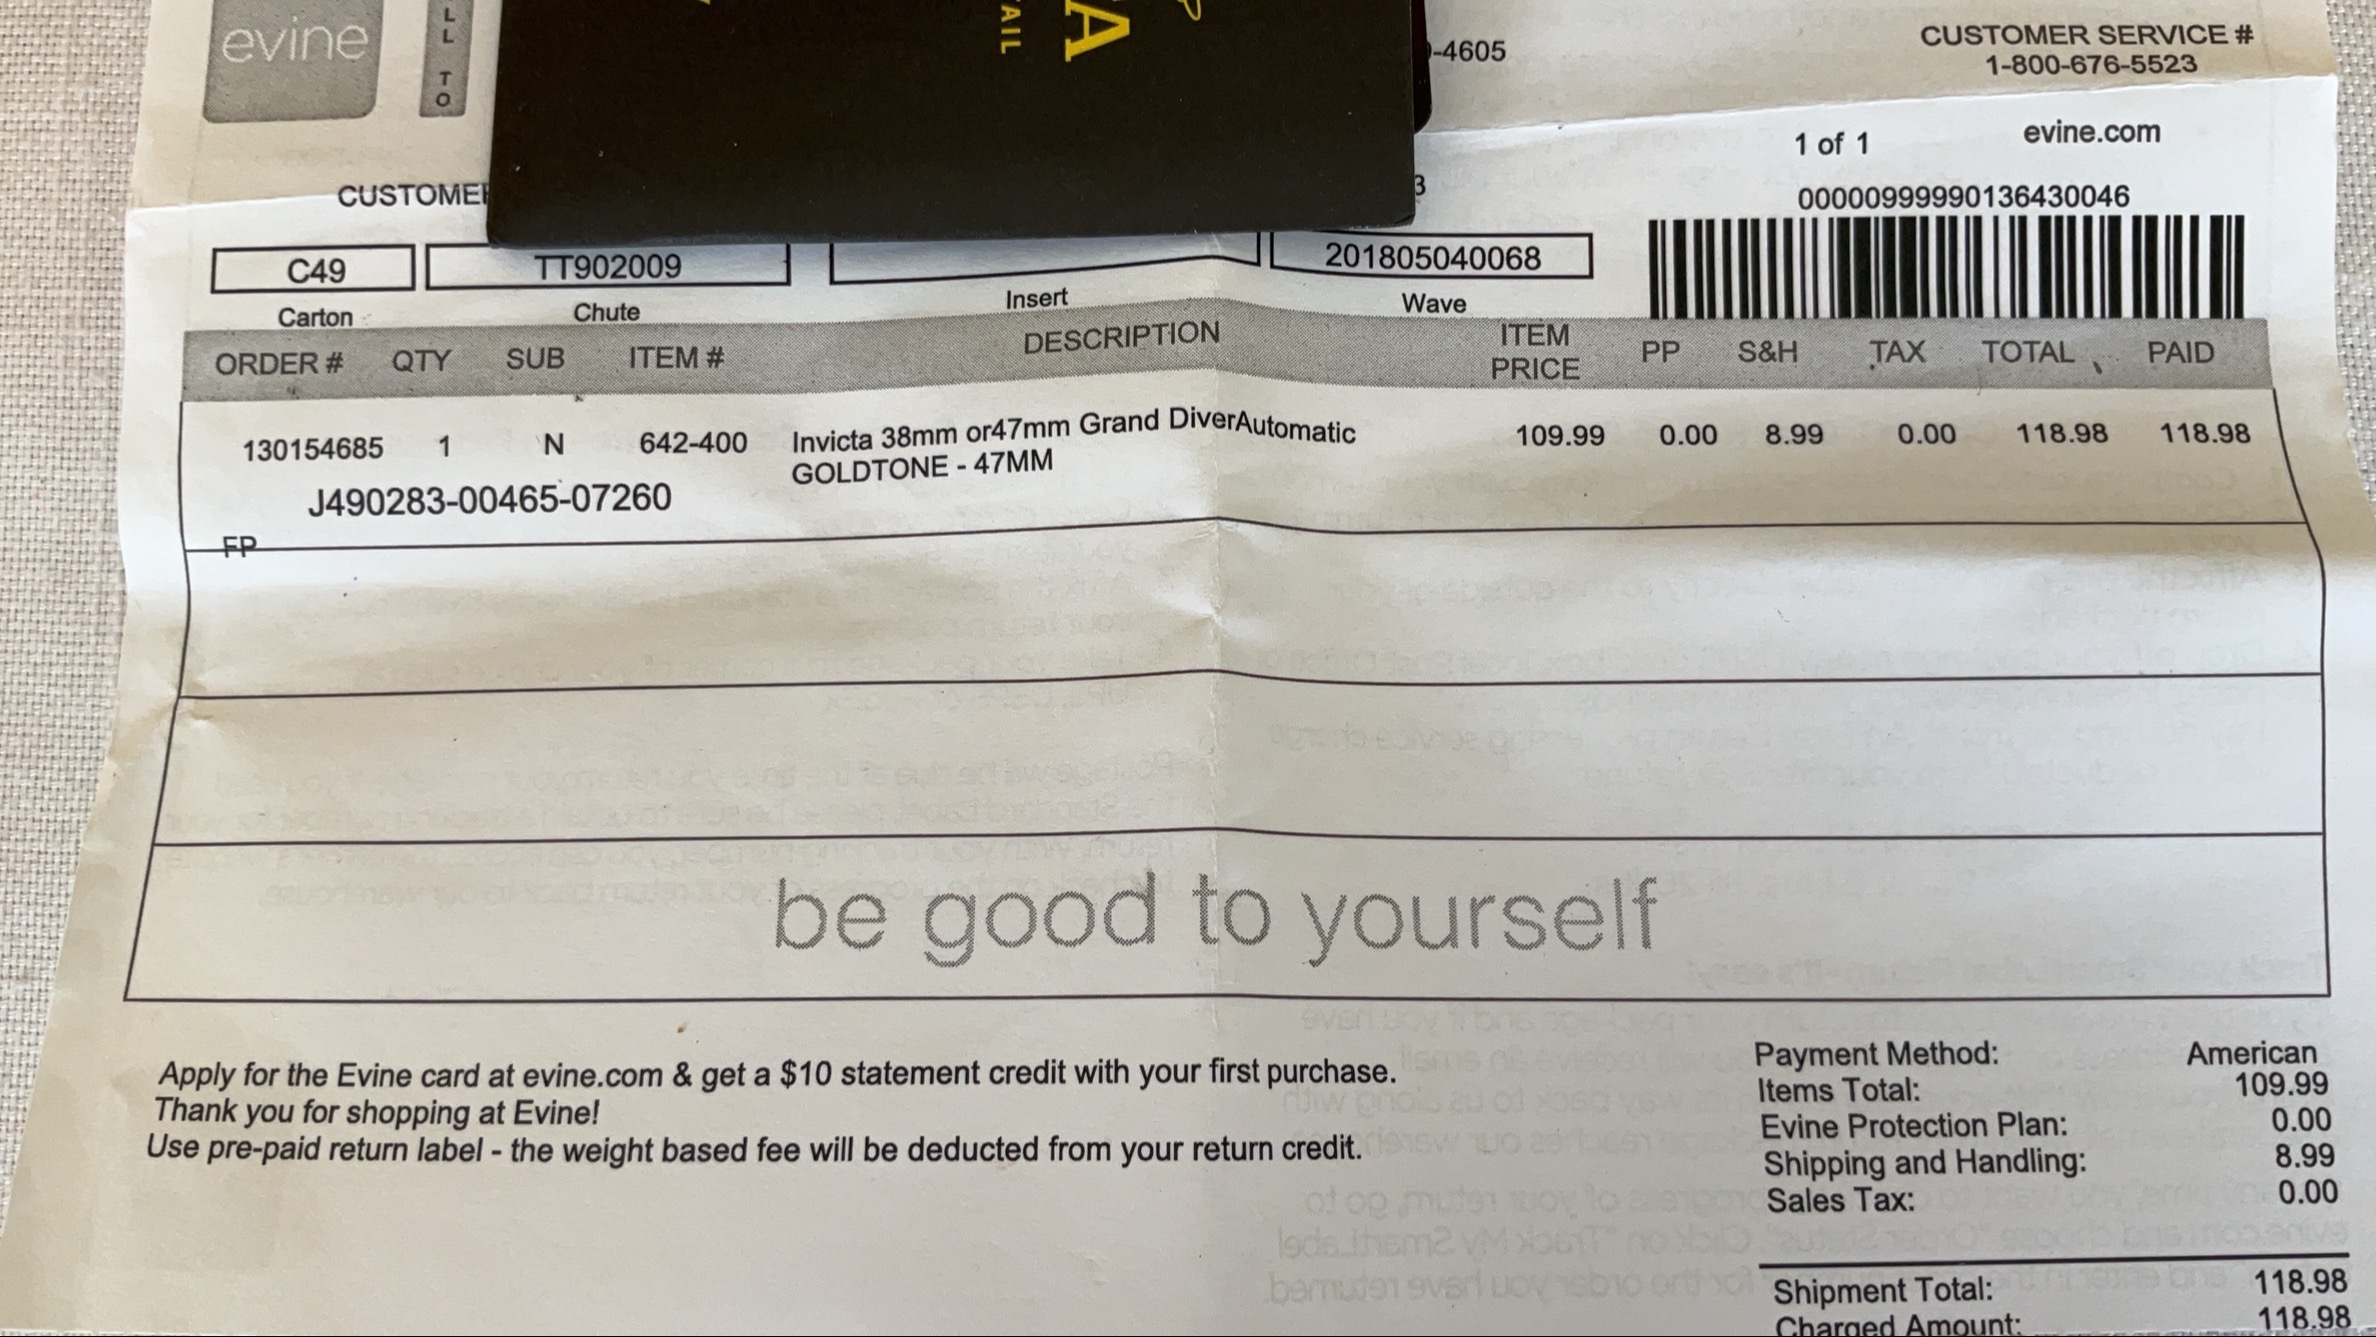 evine
LL TO
AIL
A
-4605
CUSTOMER SERVICE #
1-800-676-5523
1 of 1
evine.com
00000999990136430046
C49
TT902009
201805040068
Carton
Chute
Insert
Wave
ORDER # QTY SUB ITEM # DESCRIPTION ITEM PRICE PP S&H TAX TOTAL PAID
130154685 1 N 642-400 Invicta 38mm or47mm Grand DiverAutomatic 109.99 0.00 8.99 0.00 118.98 118.98
GOLDTONE - 47MM
J490283-00465-07260
FP
be good to yourself
Apply for the Evine card at evine.com & get a $10 statement credit with your first purchase.
Thank you for shopping at Evine!
Use pre-paid return label - the weight based fee will be deducted from your return credit.
Payment Method: American
Items Total: 109.99
Evine Protection Plan: 0.00
Shipping and Handling: 8.99
Sales Tax: 0.00
Shipment Total: 118.98
Charged Amount: 118.98